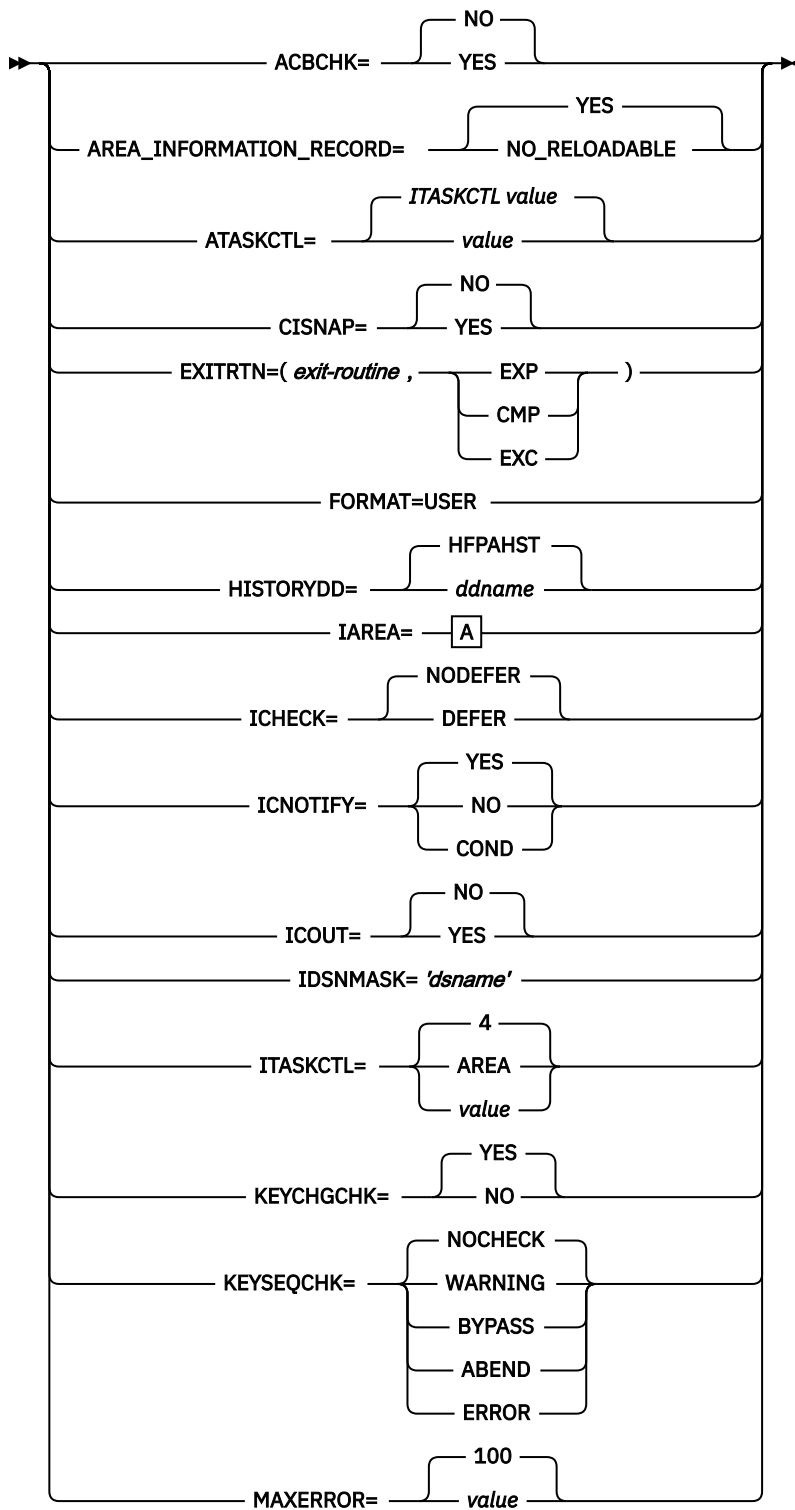 NO
ACBCHK= YES
YES
AREA_INFORMATION_RECORD= NO_RELOADABLE
ITASKCTL value
ATASKCTL= value
NO
CISNAP= YES
EXITRTN=( exit-routine , EXP )
CMP
EXC
FORMAT=USER
HFPAHST
HISTORYDD= ddname
IAREA= A
NODEFER
ICHECK= DEFER
YES
ICNOTIFY= NO
COND
NO
ICOUT= YES
IDSNMASK= 'dsname'
4
ITASKCTL= AREA
value
YES
KEYCHGCHK= NO
NOCHECK
KEYSEQCHK= WARNING
BYPASS
ABEND
ERROR
100
MAXERROR= value